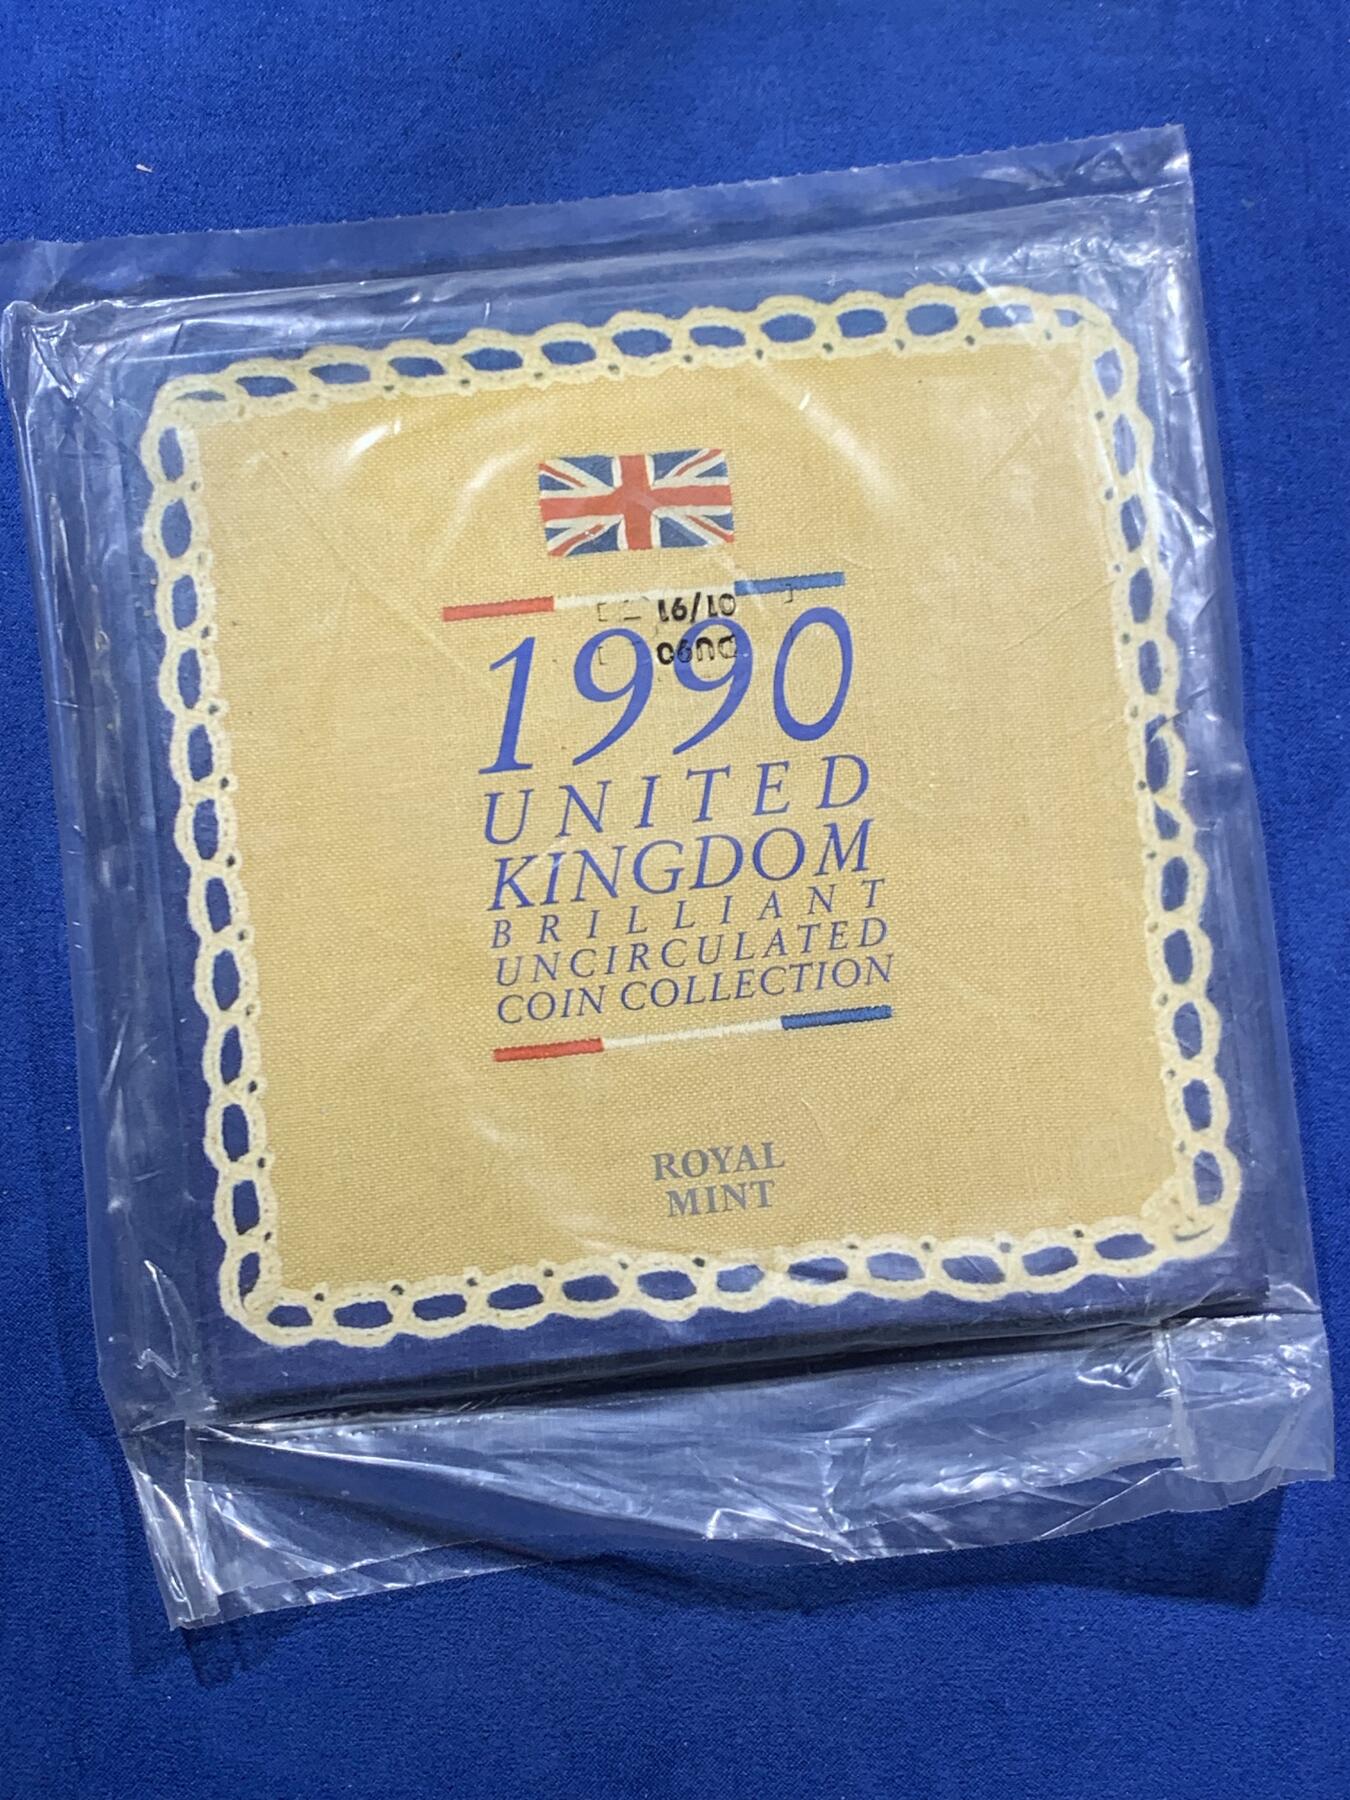 1990
UNITED
KINGDOM
BRILLIANT
UNCIRCULATED
COIN COLLECTION
ROYAL
MINT